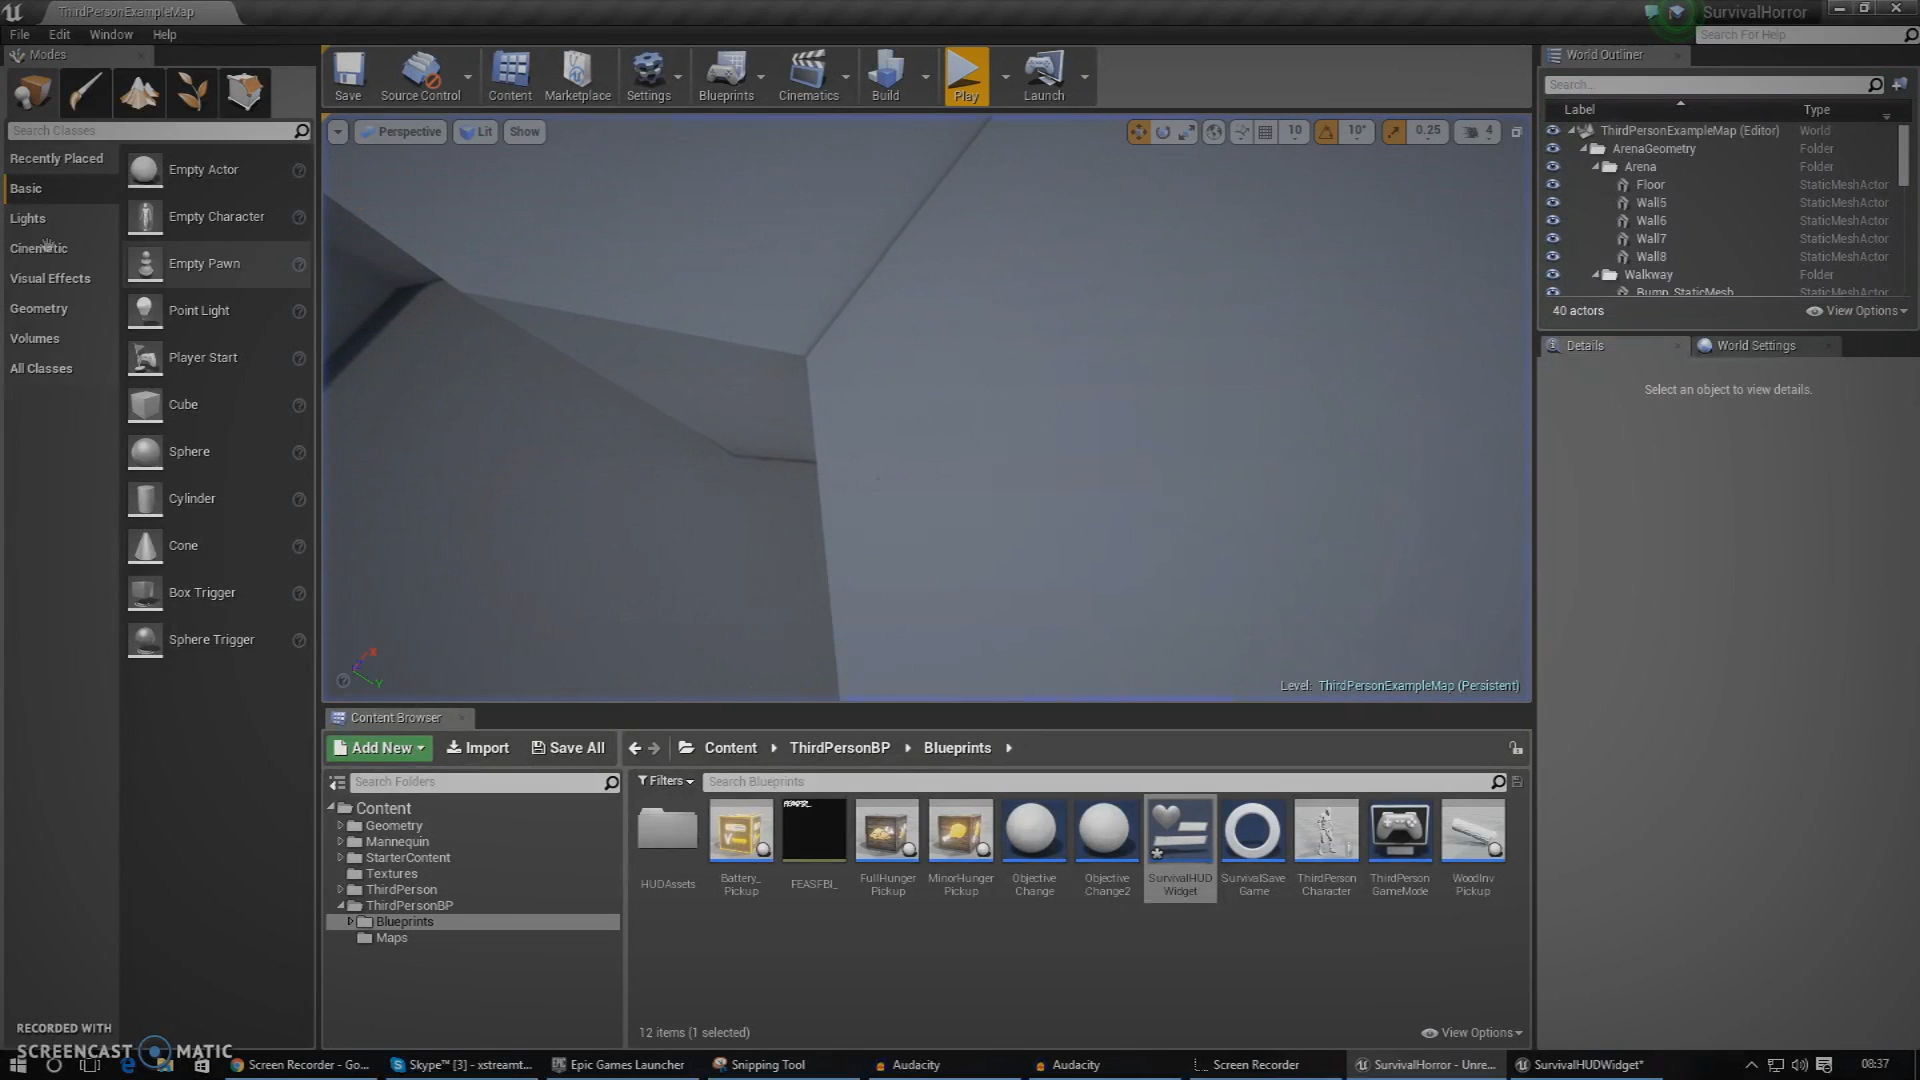 ThirdPersonExampleMap
SurvivalHorror
File Edit Window Help
Search For Help
Modes
Save
Source Control
Content
Marketplace
Settings
Blueprints
Cinematics
Build
Play
Launch
World Outliner
Search...
Label Type
Search Classes
Recently Placed
Basic
Lights
Cinematic
Visual Effects
Geometry
Volumes
All Classes
Empty Actor
Empty Character
Empty Pawn
Point Light
Player Start
Cube
Sphere
Cylinder
Cone
Box Trigger
Sphere Trigger
Perspective Lit Show
10 10° 0.25 4
ThirdPersonExampleMap (Editor) World
ArenaGeometry Folder
Arena Folder
Floor StaticMeshActor
Wall5 StaticMeshActor
Wall6 StaticMeshActor
Wall7 StaticMeshActor
Wall8 StaticMeshActor
Walkway Folder
Bump_StaticMesh StaticMeshActor
40 actors View Options
Details World Settings
Select an object to view details.
X
Z
Y
Level: ThirdPersonExampleMap (Persistent)
Content Browser
Add New Import Save All Content ThirdPersonBP Blueprints
Search Folders
Filters Search Blueprints
Content
Geometry
Mannequin
StarterContent
Textures
ThirdPerson
ThirdPersonBP
Blueprints
Maps
HUDAssets
Battery_
Pickup
FEASFBI_
FullHunger
Pickup
MinorHunger
Pickup
Objective
Change
Objective
Change2
SurvivalHUD
Widget
SurvivalSave
Game
ThirdPerson
Character
ThirdPerson
GameMode
WoodInv
Pickup
12 items (1 selected) View Options
RECORDED WITH
SCREENCAST MATIC
Screen Recorder - Go...
Skype™ [3] - xstreamt...
Epic Games Launcher
Snipping Tool
Audacity
Audacity
Screen Recorder
SurvivalHorror - Unre...
SurvivalHUDWidget*
08:37